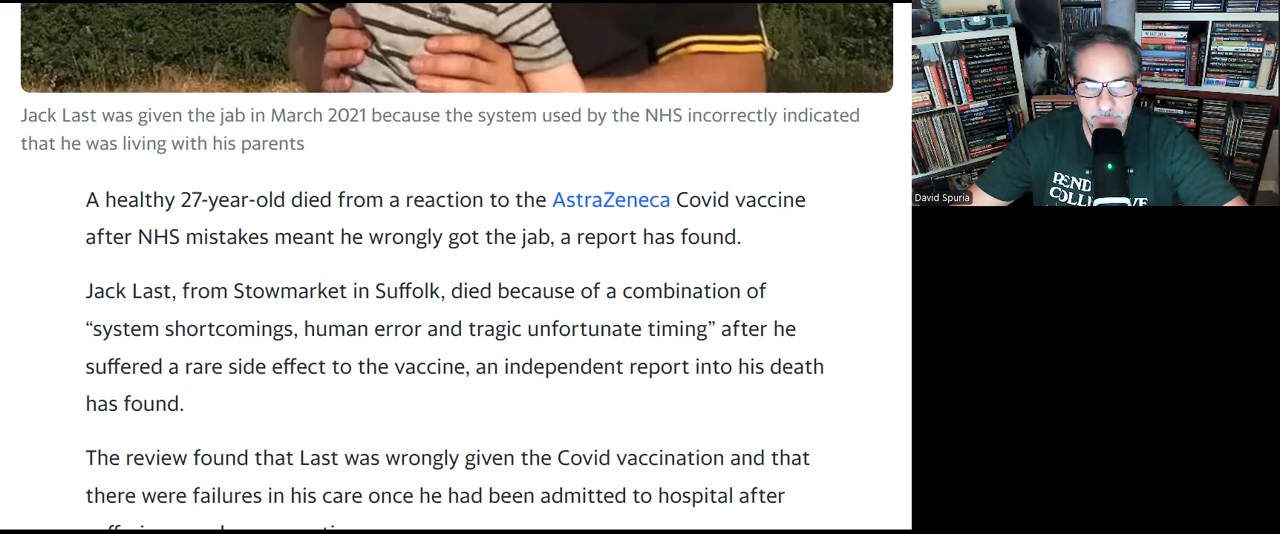 Jack Last was given the jab in March 2021 because the system used by the NHS incorrectly indicated
that he was living with his parents
A healthy 27-year-old died from a reaction to the AstraZeneca Covid vaccine
after NHS mistakes meant he wrongly got the jab, a report has found.
Jack Last, from Stowmarket in Suffolk, died because of a combination of
“system shortcomings, human error and tragic unfortunate timing” after he
suffered a rare side effect to the vaccine, an independent report into his death
has found.
The review found that Last was wrongly given the Covid vaccination and that
there were failures in his care once he had been admitted to hospital after
David Spuria